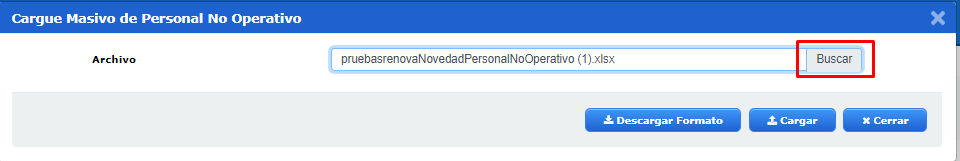 Cargue Masivo de Personal No Operativo
Archivo pruebasrenovaNovedadPersonalNoOperativo (1).xlsx Buscar
Descargar Formato Cargar Cerrar